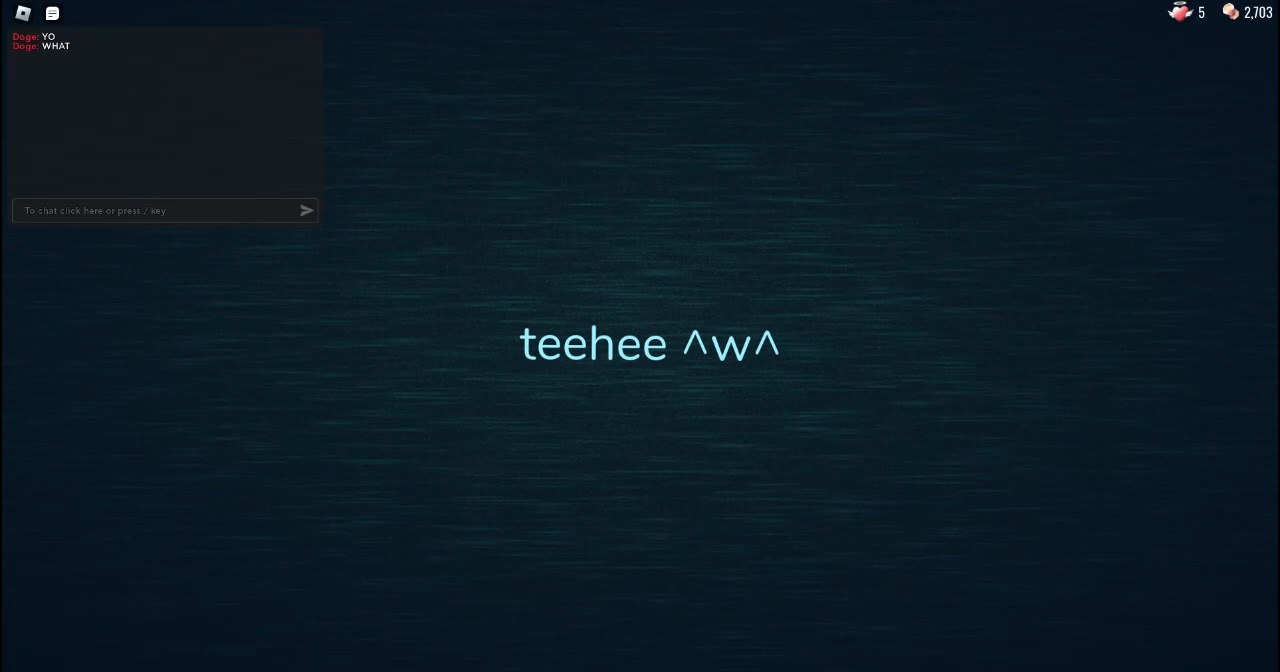 5 2,703
Doge: YO
Doge: WHAT
To chat click here or press / key
teehee ^w^